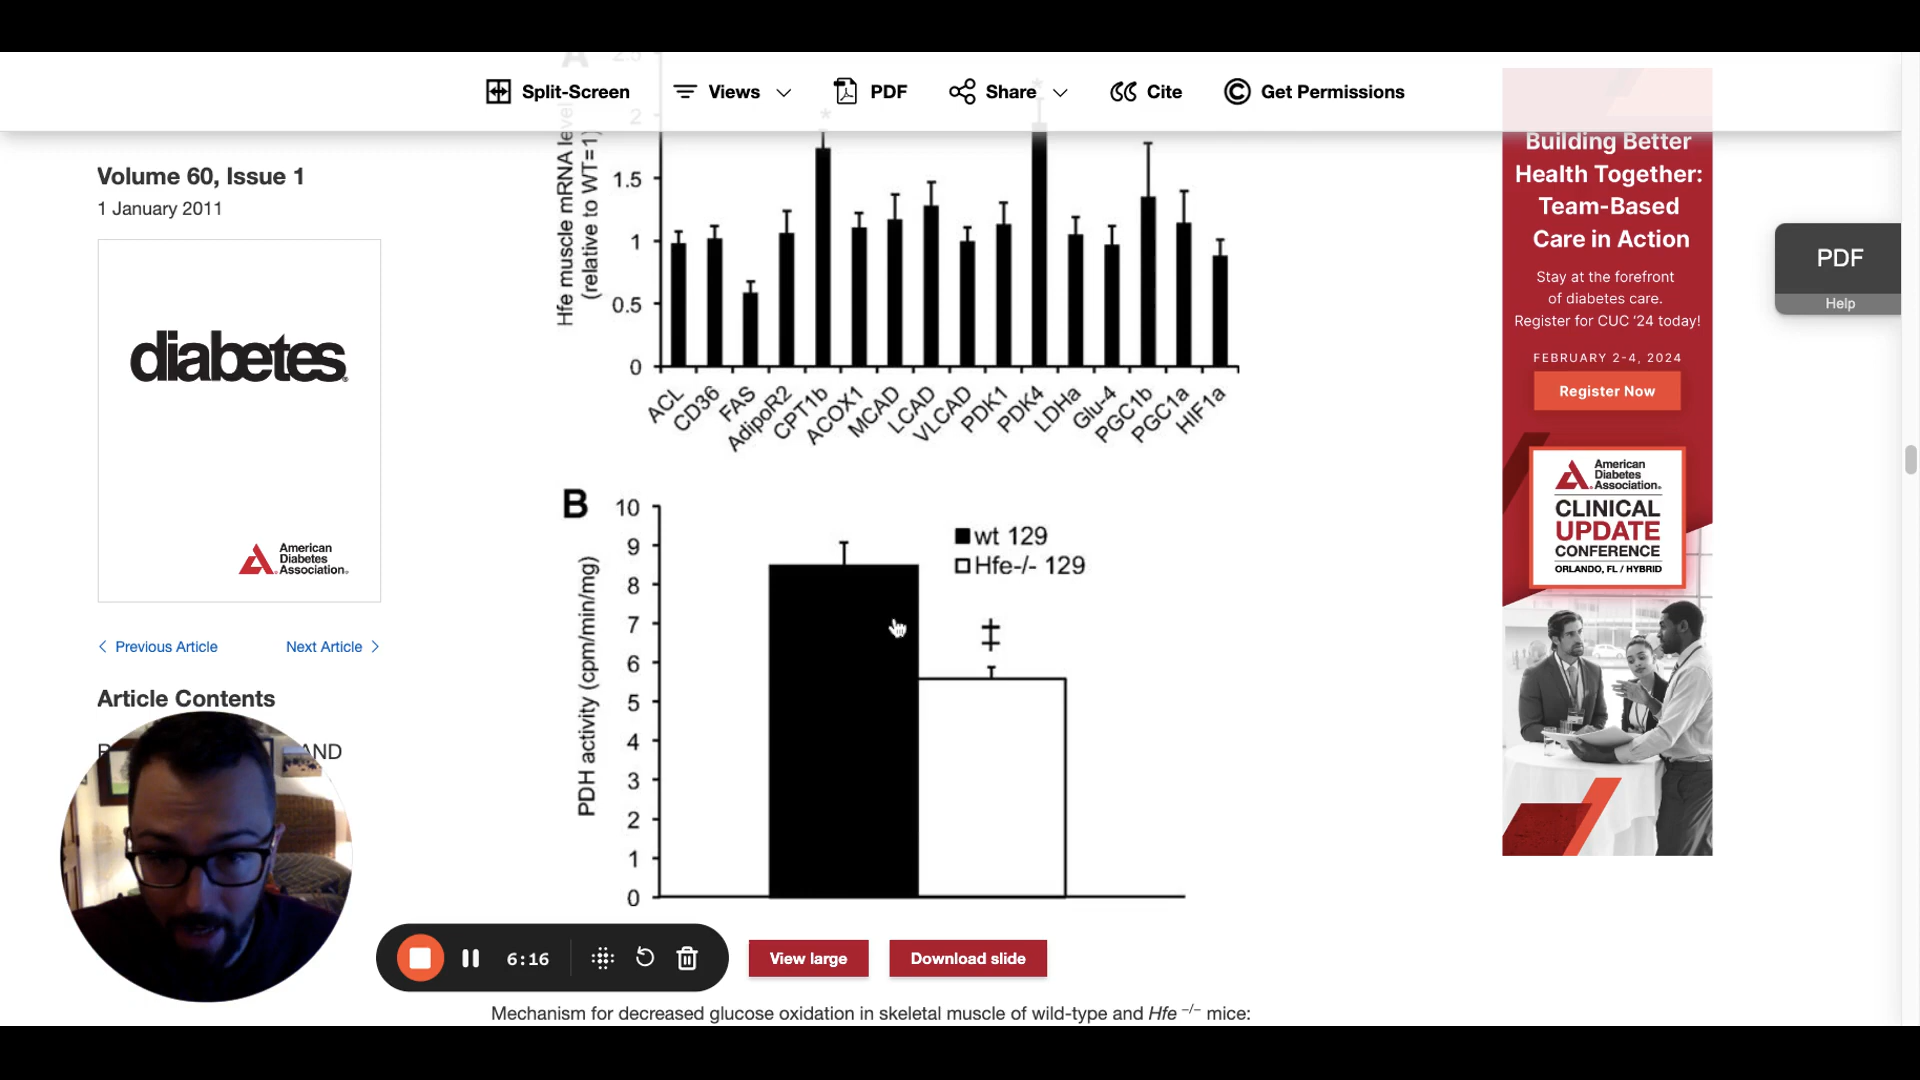 Split-Screen
Views
PDF
Share
Cite
Get Permissions
Volume 60, Issue 1
1 January 2011
diabetes®
American
Diabetes
Association®
Previous Article
Next Article
Article Contents
AND
A
2.5
2
1.5
1
0.5
0
Hfe muscle mRNA level
(relative to WT=1)
*
*
ACL
CD36
FAS
AdipoR2
CPT1b
ACOX1
MCAD
LCAD
VLCAD
PDK1
PDK4
LDHa
Glu-4
PGC1b
PGC1a
HIF1a
B
10
9
8
7
6
5
4
3
2
1
0
PDH activity (cpm/min/mg)
wt 129
Hfe-/- 129
‡
6:16
View large
Download slide
Mechanism for decreased glucose oxidation in skeletal muscle of wild-type and Hfe −/− mice:
Building Better
Health Together:
Team-Based
Care in Action
Stay at the forefront
of diabetes care.
Register for CUC '24 today!
FEBRUARY 2-4, 2024
Register Now
American
Diabetes
Association.
CLINICAL
UPDATE
CONFERENCE
ORLANDO, FL / HYBRID
PDF
Help